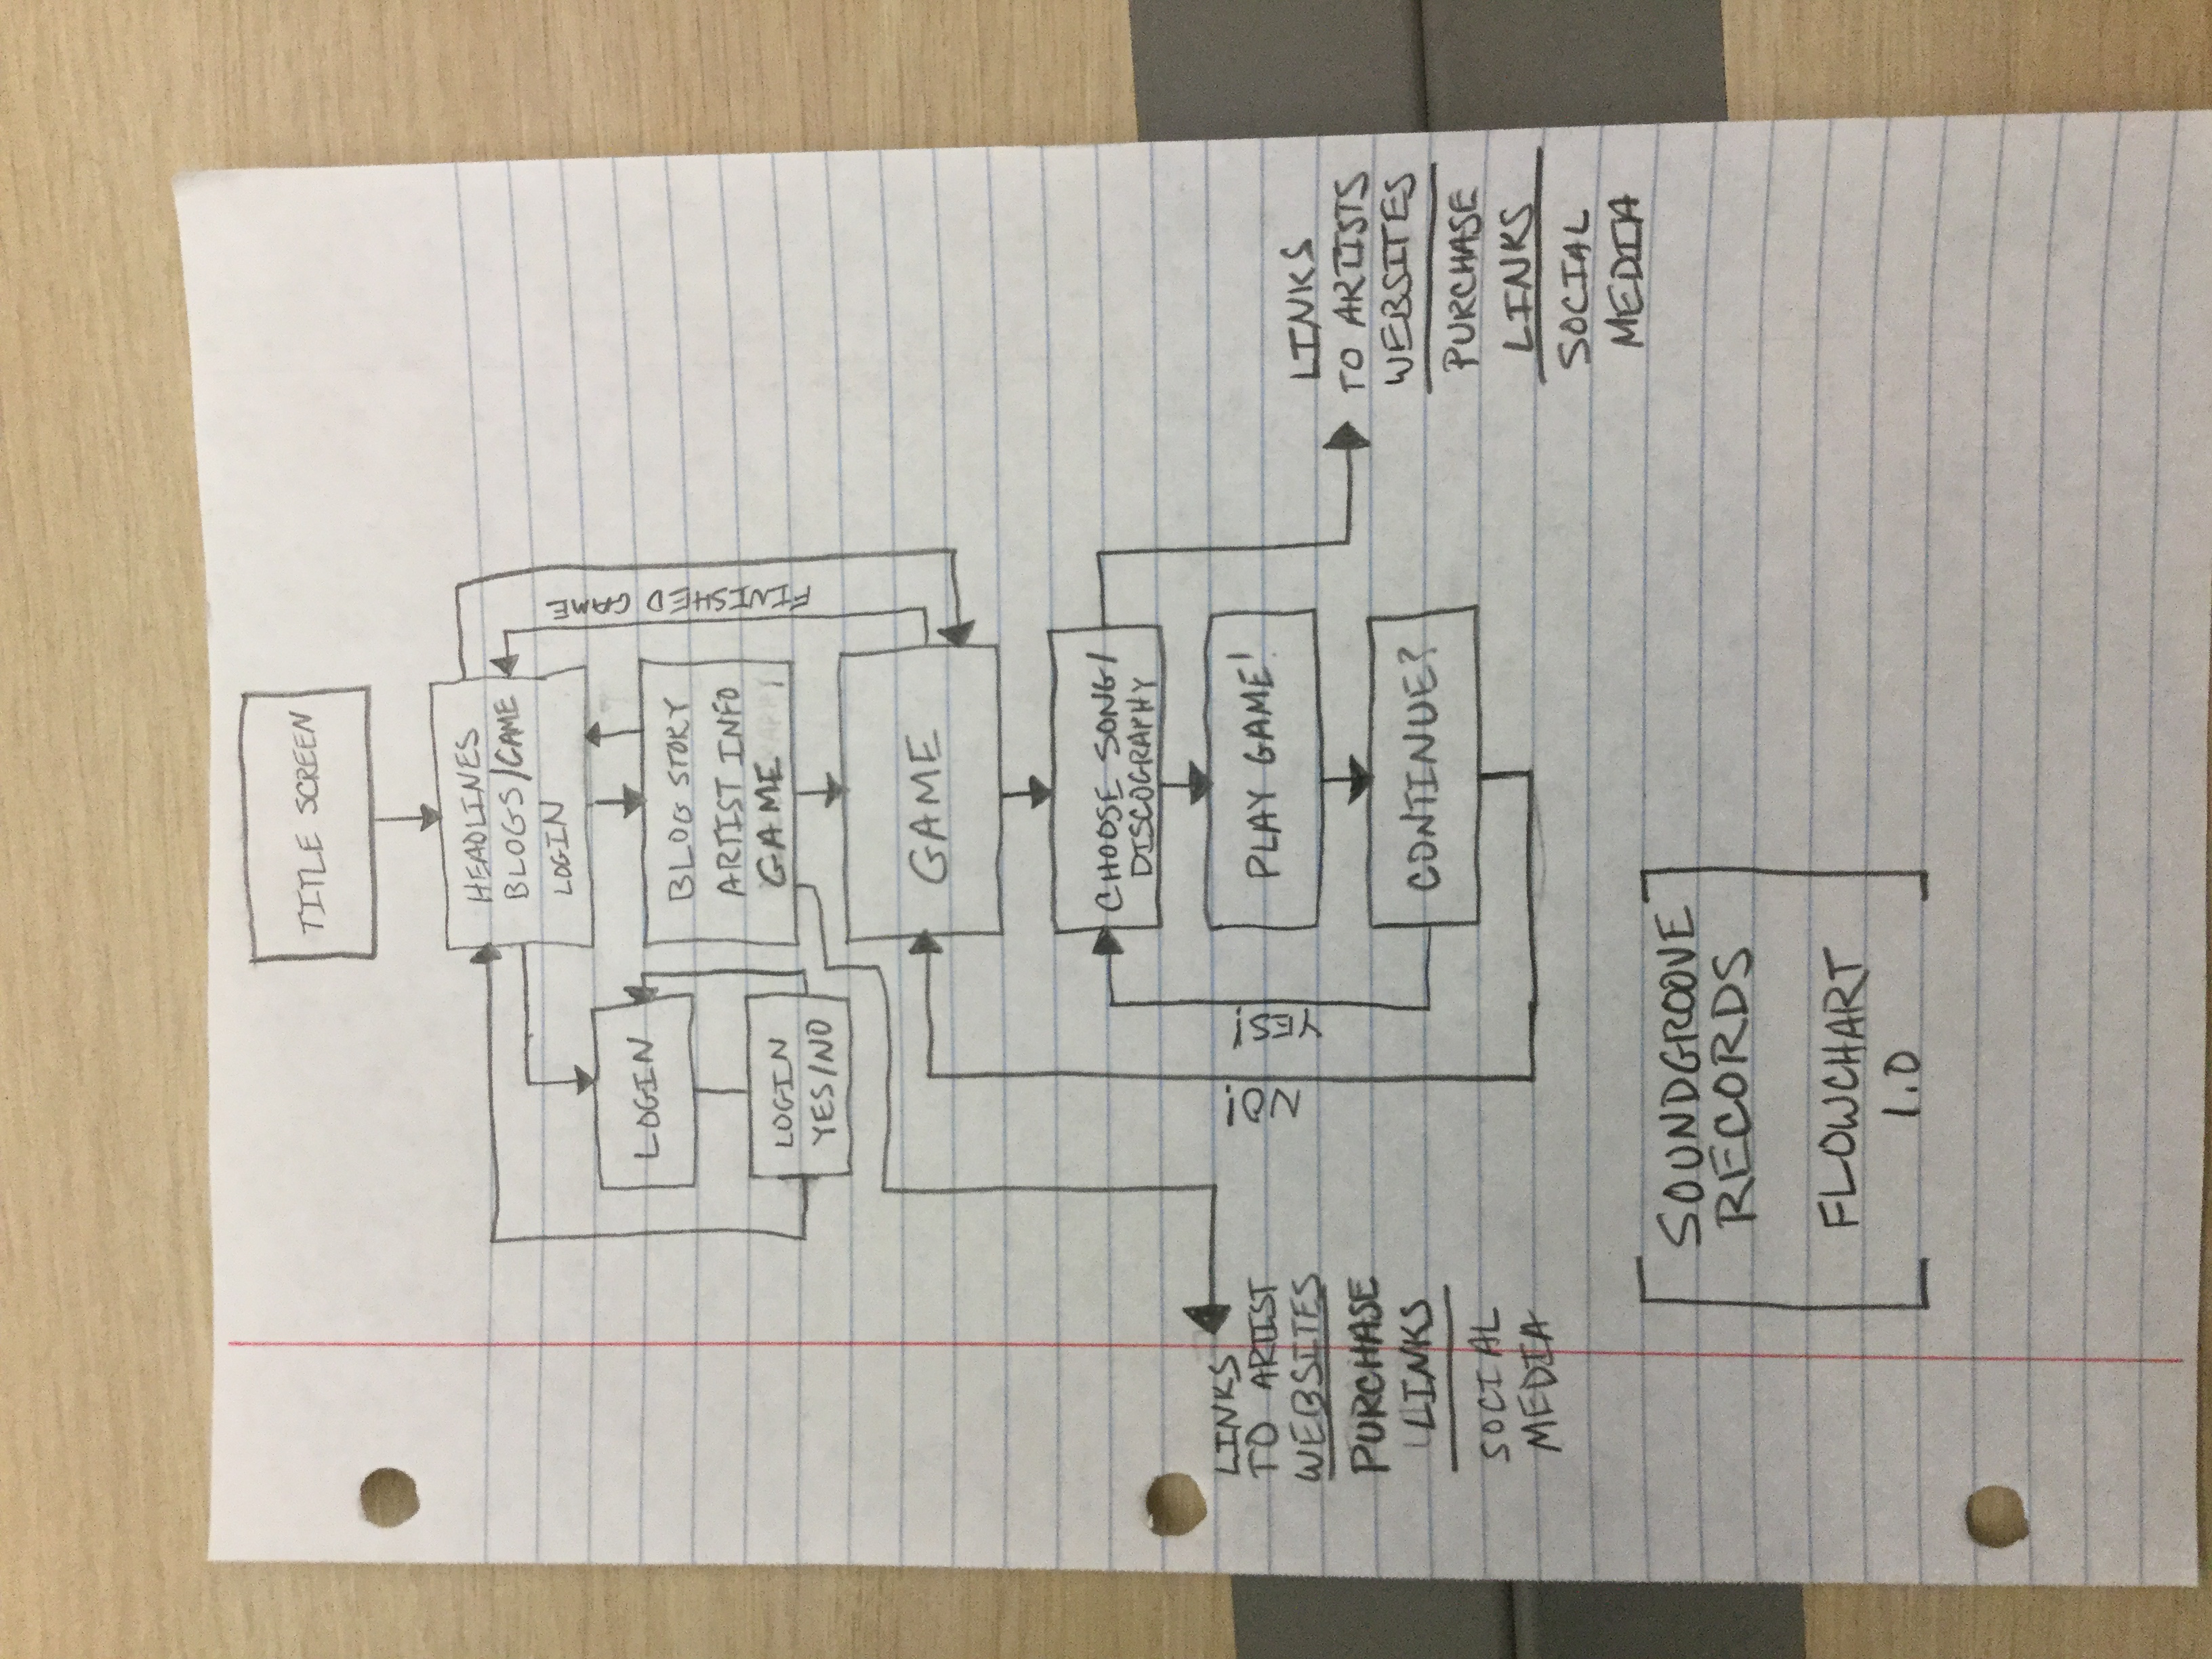 TITLE SCREEN
HEADLINES
BLOGS/GAME
LOGIN
LOGIN
LOGIN
YES/NO
BLOG STORY
ARTIST INFO
GAME
FINISHED GAME
GAME
CHOOSE SONG/
DISCOGRAPHY
PLAY GAME!
CONTINUE?
NO!
YES!
LINKS
TO ARTIST
WEBSITES
PURCHASE
LINKS
SOCIAL
MEDIA
LINKS
TO ARTISTS
WEBSITES
PURCHASE
LINKS
SOCIAL
MEDIA
SOUNDGROOVE
RECORDS
FLOWCHART
1.0